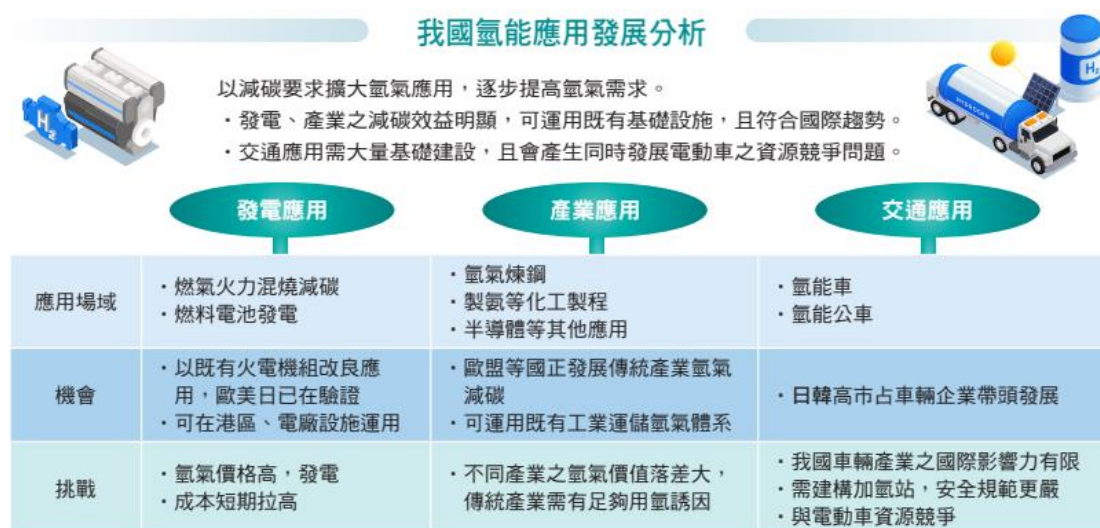 我國氫能應用發展分析
以減碳要求擴大氫氣應用，逐步提高氫氣需求。
・發電、產業之減碳效益明顯，可運用既有基礎設施，且符合國際趨勢。
・交通應用需大量基礎建設，且會產生同時發展電動車之資源競爭問題。
H₂
HYDROGEN
H₂
發電應用
產業應用
交通應用
應用場域
・燃氣火力混燒減碳
・燃料電池發電
・氫氣煉鋼
・製氨等化工製程
・半導體等其他應用
・氫能車
・氫能公車
機會
・以既有火電機組改良應
用，歐美日已在驗證
・可在港區、電廠設施運用
・歐盟等國正發展傳統產業氫氣
減碳
・可運用既有工業運儲氫氣體系
・日韓高市占車輛企業帶頭發展
挑戰
・氫氣價格高，發電
・成本短期拉高
・不同產業之氫氣價值落差大，
傳統產業需有足夠用氫誘因
・我國車輛產業之國際影響力有限
・需建構加氫站，安全規範更嚴
・與電動車資源競爭